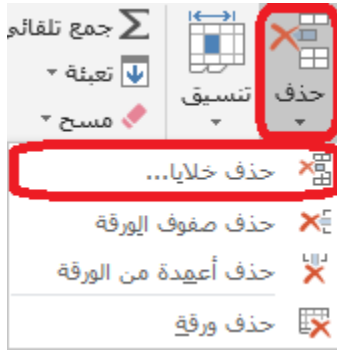 حذف
تنسيق
جمع تلقائي
تعبئة
مسح
حذف خلايا...
حذف صفوف الورقة
حذف أعمدة من الورقة
حذف ورقة